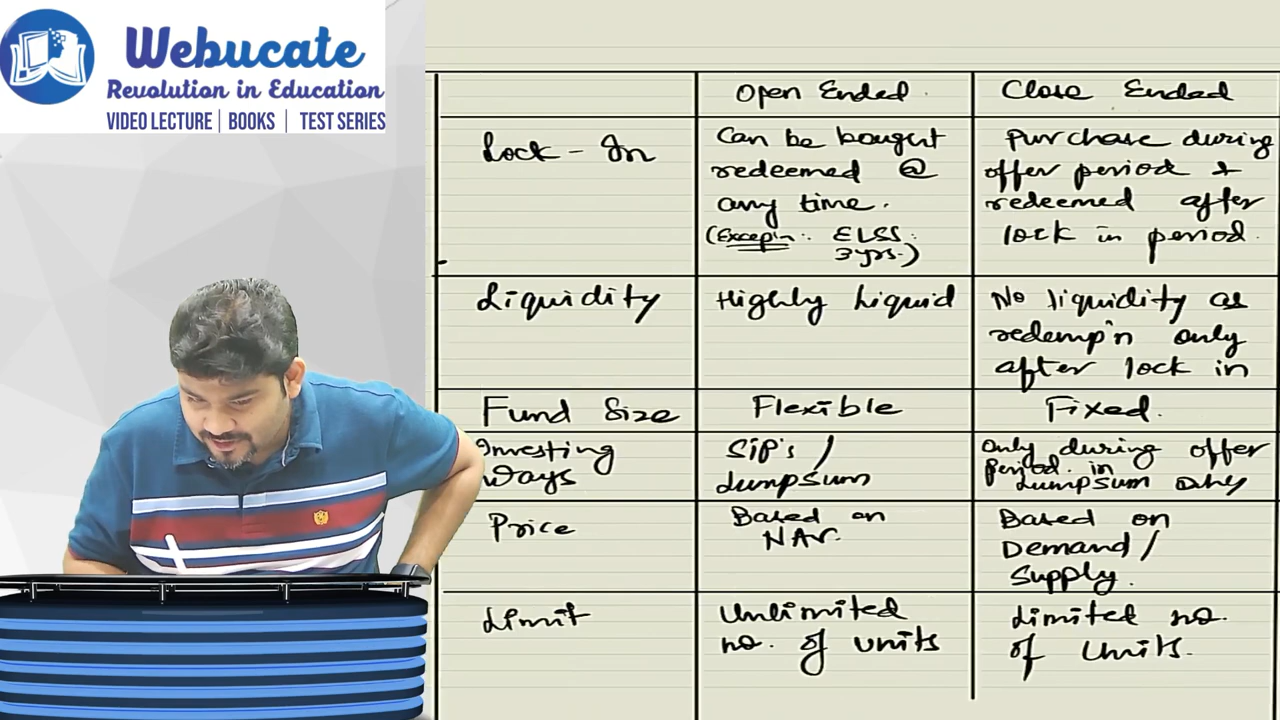 Webucate
Revolution in Education
VIDEO LECTURE | BOOKS | TEST SERIES
Open Ended
Close Ended
Lock - In
Can be bought
redeemed @
any time.
(Excep'n: ELSS:
3yrs.)
Purchase during
offer period &
redeemed after
lock in period.
Liquidity
Highly Liquid
No liquidity as
redemp'n only
after lock in
Fund Size
Flexible
Fixed.
Investing
Ways
SIP's /
Lumpsum
Only during offer
period in
Lumpsum only
Price
Based on
NAV.
Based on
Demand /
Supply.
Limit
Unlimited
no. of units
Limited no.
of Units.